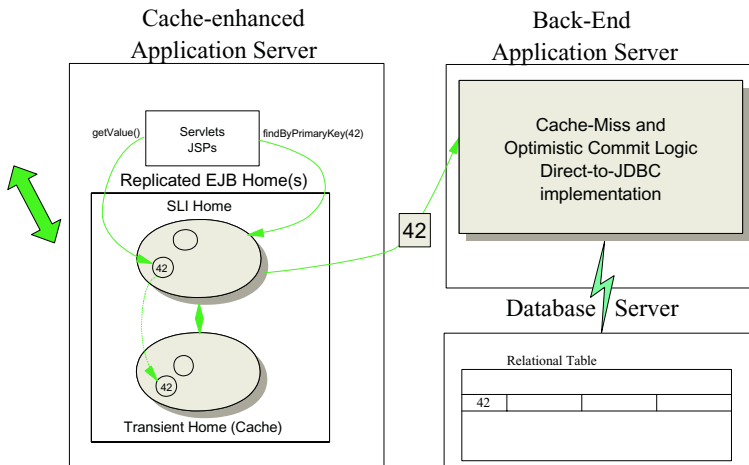 Cache-enhanced
Application Server
getValue()
Servlets
JSPs
findByPrimaryKey(42)
Replicated EJB Home(s)
SLI Home
42
42
Transient Home (Cache)
42
Back-End
Application Server
Cache-Miss and
Optimistic Commit Logic
Direct-to-JDBC
implementation
Database Server
Relational Table
42